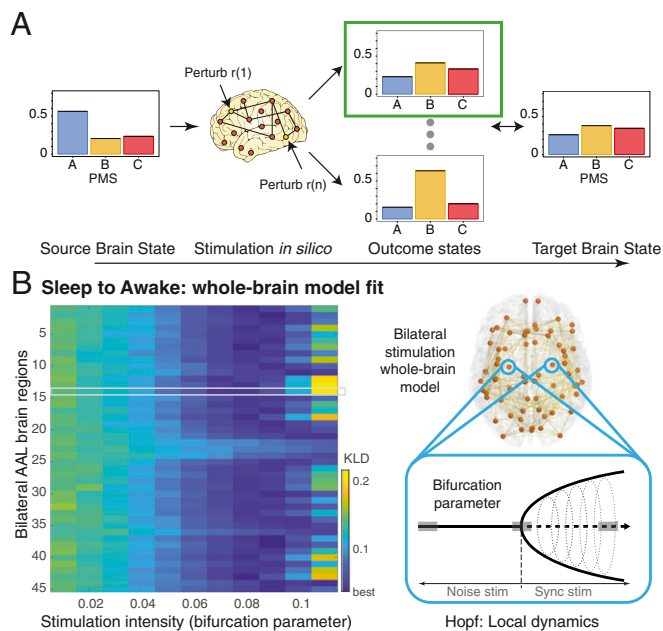 A
Perturb r(1)
Perturb r(n)
0.5
0
A B C
PMS
0.5
0
A B C
0.5
0
A B C
0.5
0
A B C
PMS
Source Brain State
Stimulation in silico
Outcome states
Target Brain State
B Sleep to Awake: whole-brain model fit
Bilateral AAL brain regions
5
10
15
20
25
30
35
40
45
0.02 0.04 0.06 0.08 0.1
Stimulation intensity (bifurcation parameter)
KLD
0.2
0.1
best
Bilateral
stimulation
whole-brain
model
Bifurcation
parameter
Noise stim
Sync stim
Hopf: Local dynamics